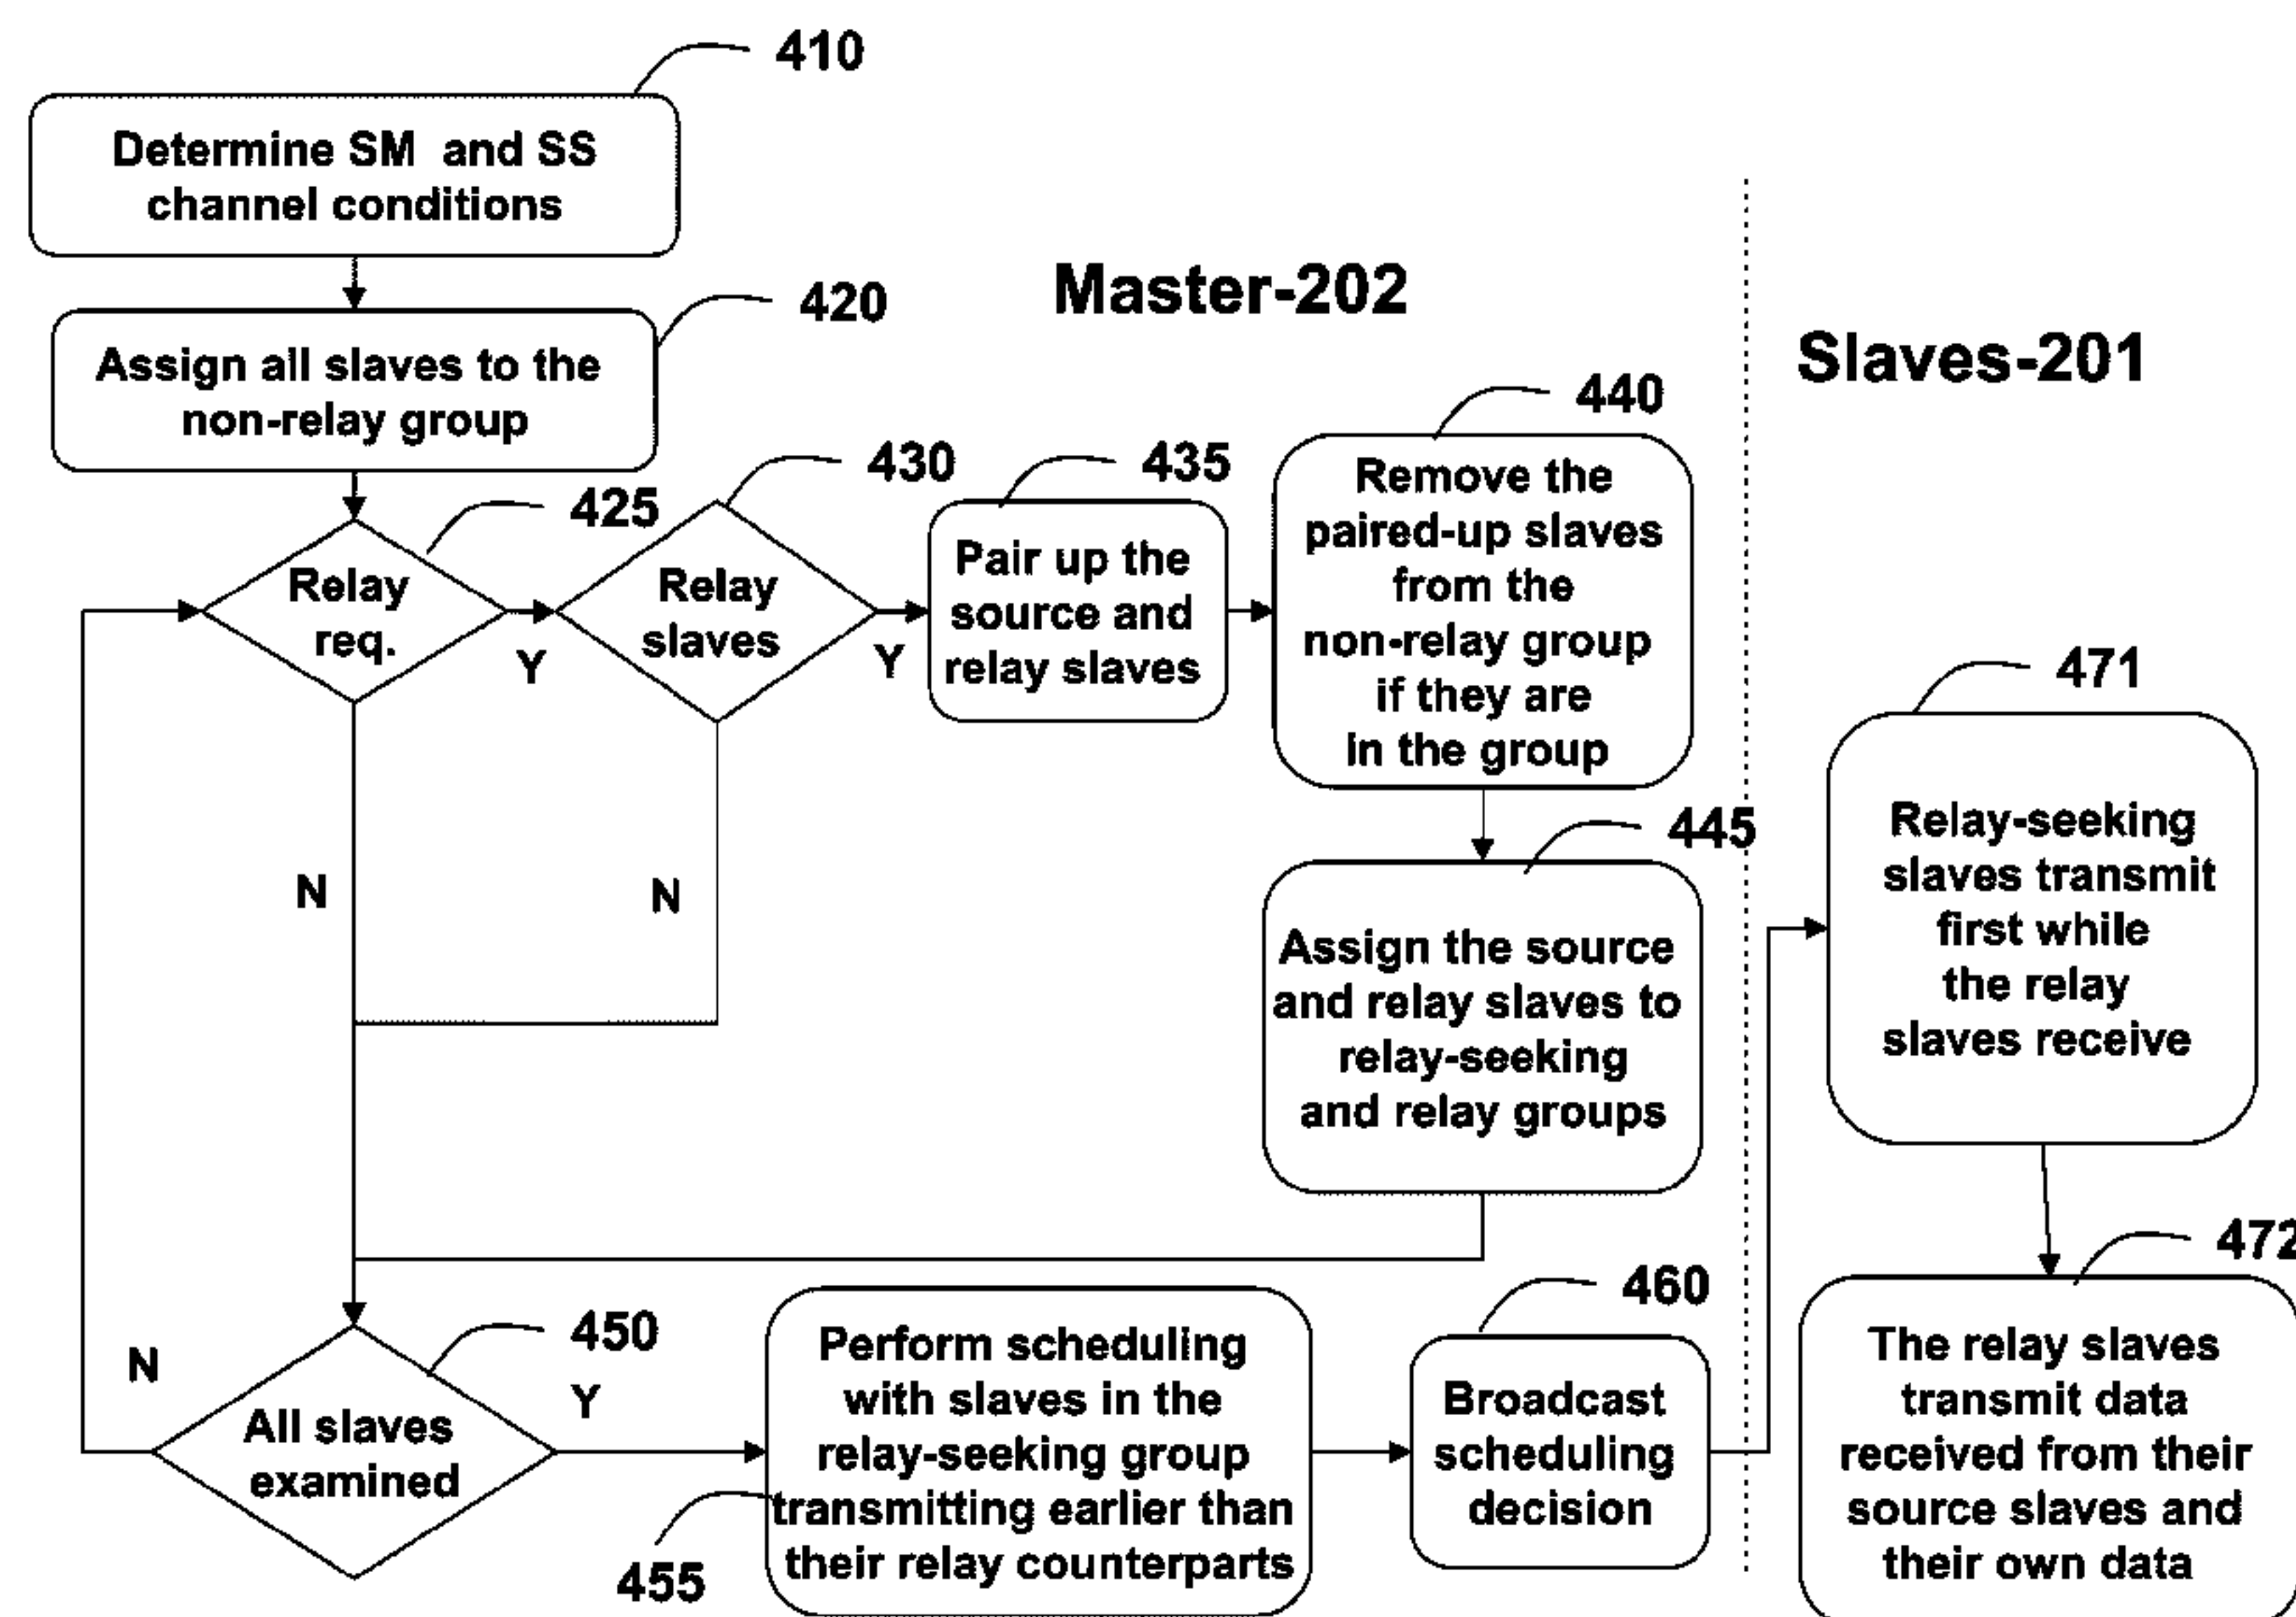 410
Determine SM and SS
channel conditions
420
Assign all slaves to the
non-relay group
Master-202
Slaves-201
425
Relay
req.
Y
N
430
Relay
slaves
Y
N
435
Pair up the
source and
relay slaves
440
Remove the
paired-up slaves
from the
non-relay group
if they are
in the group
445
Assign the source
and relay slaves to
relay-seeking
and relay groups
450
All slaves
examined
N
Y
455
Perform scheduling
with slaves in the
relay-seeking group
transmitting earlier than
their relay counterparts
460
Broadcast
scheduling
decision
471
Relay-seeking
slaves transmit
first while
the relay
slaves receive
472
The relay slaves
transmit data
received from their
source slaves and
their own data